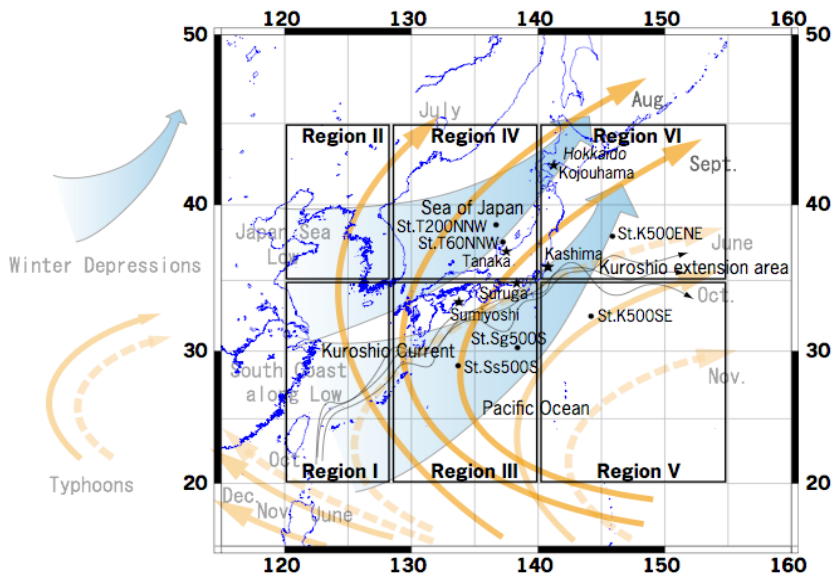 120 130 140 150 160
50 50
July
Aug.
Region II Region IV Region VI
Hokkaido
Kojouhama
Sept.
40 40
Sea of Japan
St.T200NNW
Japan Sea
Low
St.T60NNW
St.K500ENE
June
Kashima
Tanaka
Winter Depressions
Kuroshio extension area
Suruga
Oct.
Sumiyoshi
St.K500SE
St.Sg500S
30 30
Kuroshio Current
St.Ss500S
South Coast
along Low
Nov.
Pacific Ocean
Oct.
Region I Region III Region V
Typhoons
20 20
Dec.
Nov.
June
120 130 140 150 160